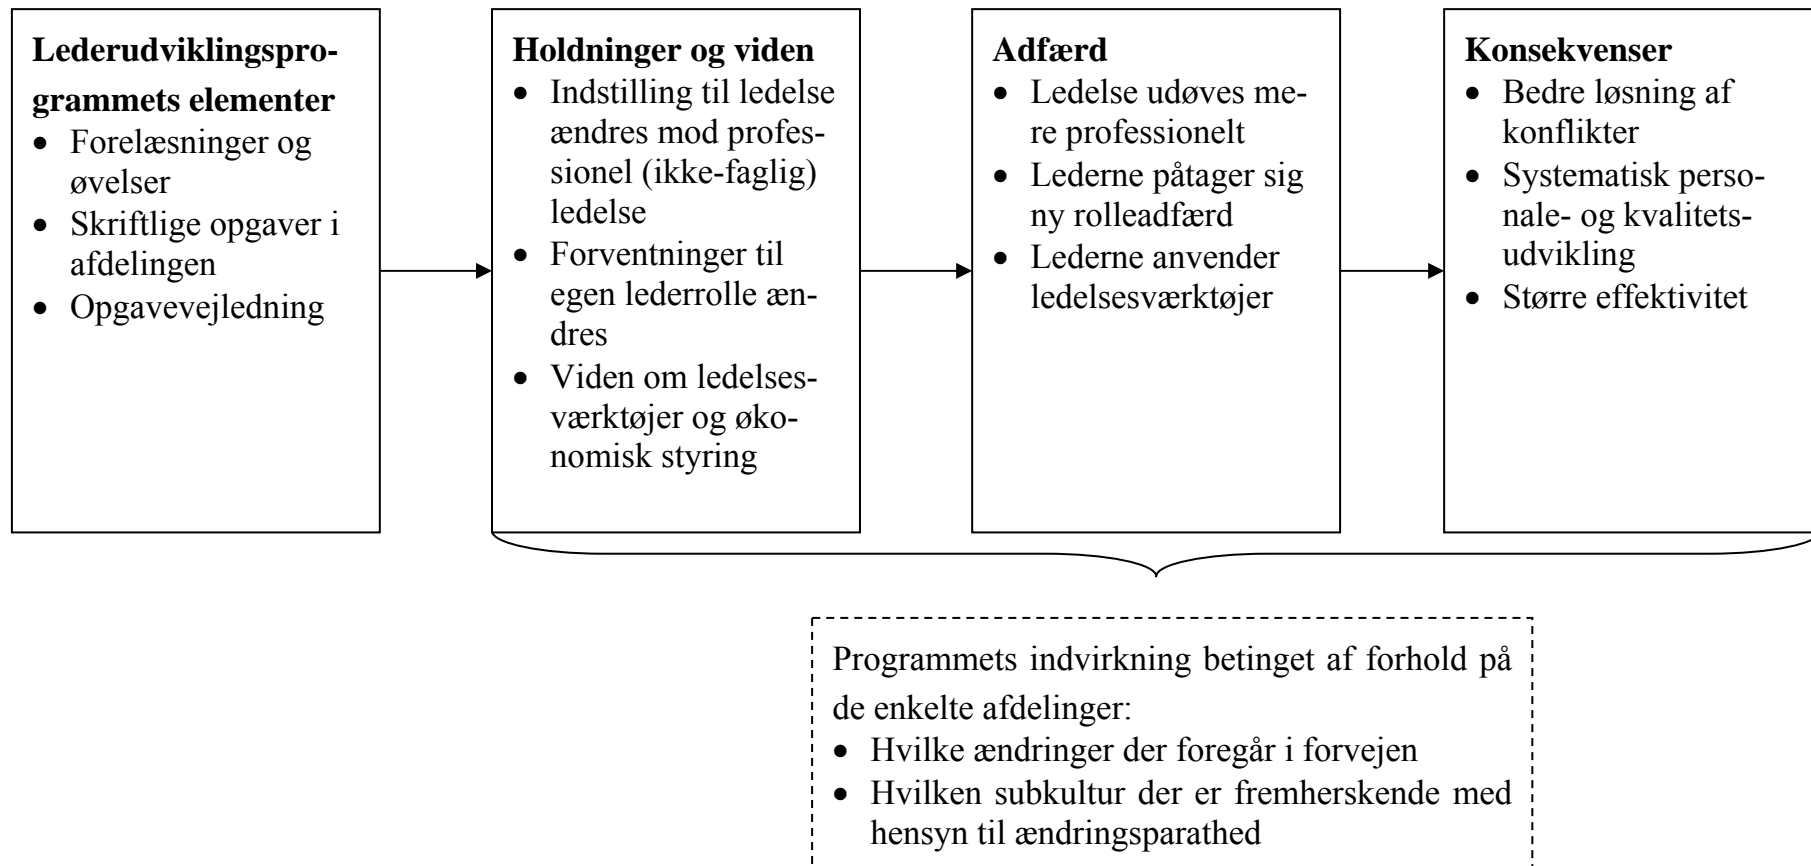 Lederudviklingspro-
grammets elementer
• Forelæsninger og
øvelser
• Skriftlige opgaver i
afdelingen
• Opgavevejledning
Holdninger og viden
• Indstilling til ledelse
ændres mod profes-
sionel (ikke-faglig)
ledelse
• Forventninger til
egen lederrolle æn-
dres
• Viden om ledelses-
værktøjer og øko-
nomisk styring
Adfærd
• Ledelse udøves me-
re professionelt
• Lederne påtager sig
ny rolleadfærd
• Lederne anvender
ledelsesværktøjer
Konsekvenser
• Bedre løsning af
konflikter
• Systematisk perso-
nale- og kvalitets-
udvikling
• Større effektivitet
Programmets indvirkning betinget af forhold på
de enkelte afdelinger:
• Hvilke ændringer der foregår i forvejen
• Hvilken subkultur der er fremherskende med
hensyn til ændringsparathed